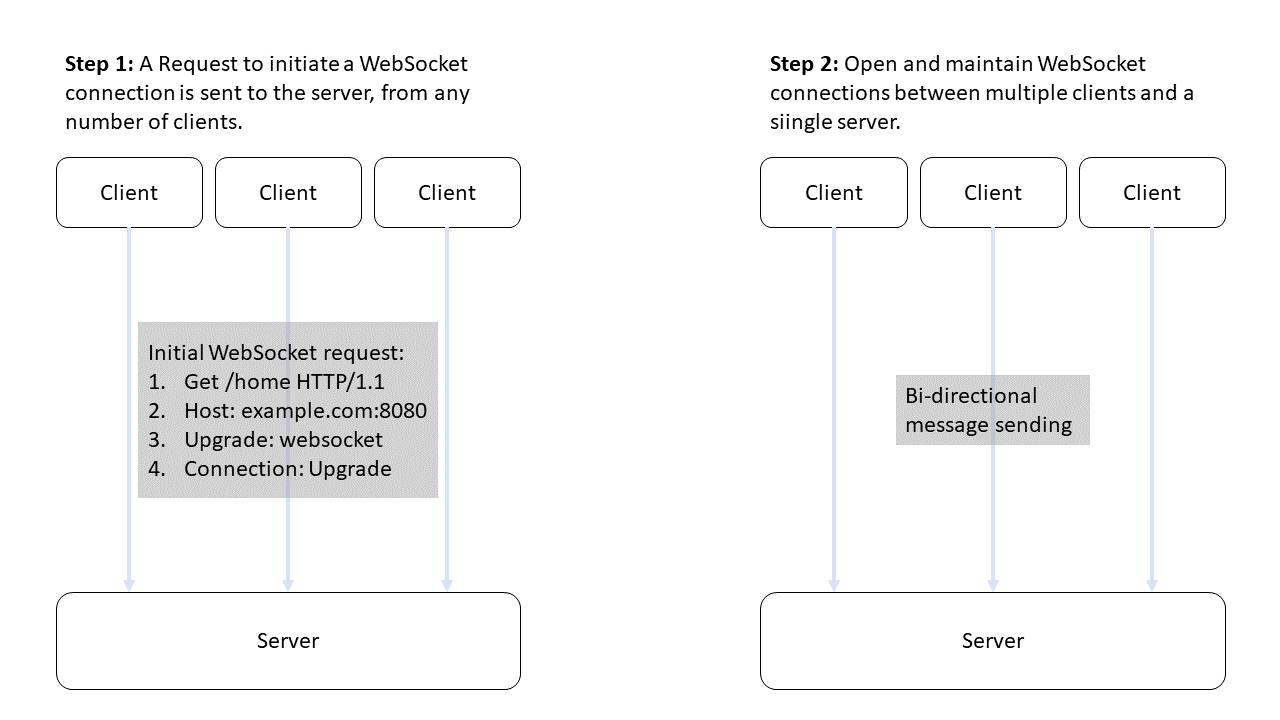 Step 1: A Request to initiate a WebSocket
connection is sent to the server, from any
number of clients.
Client
Client
Client
Initial WebSocket request:
1. Get /home HTTP/1.1
2. Host: example.com:8080
3. Upgrade: websocket
4. Connection: Upgrade
Server
Step 2: Open and maintain WebSocket
connections between multiple clients and a
siingle server.
Client
Client
Client
Bi-directional
message sending
Server